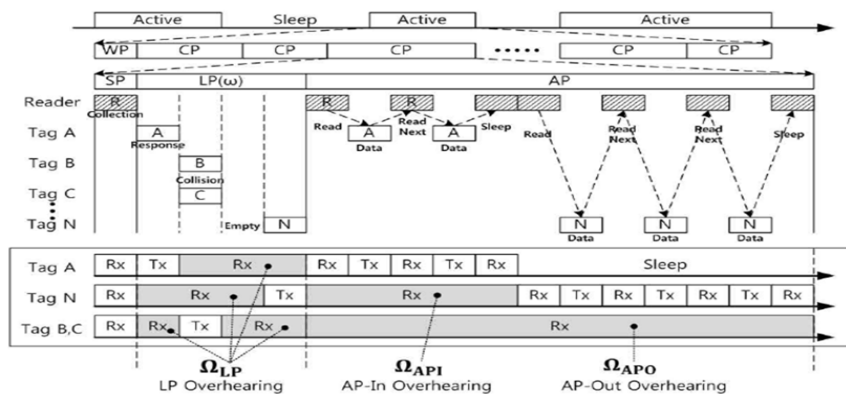 Active Sleep Active Active
WP CP CP CP ••••• CP CP
SP LP(ω) AP
Reader R R R
Collection Read Read Next Sleep Read Read Next Read Next Sleep
Tag A A A A
Response Data Data
Tag B B
Collision
Tag C C
Tag N Empty N N N N
Data Data Data
Tag A Rx Tx Rx Rx Tx Rx Tx Rx Sleep
Tag N Rx Rx Tx Rx Rx Tx Rx Tx Rx Tx Rx
Tag B,C Rx Rx Tx Rx Rx
Ω_LP Ω_API Ω_APO
LP Overhearing AP-In Overhearing AP-Out Overhearing